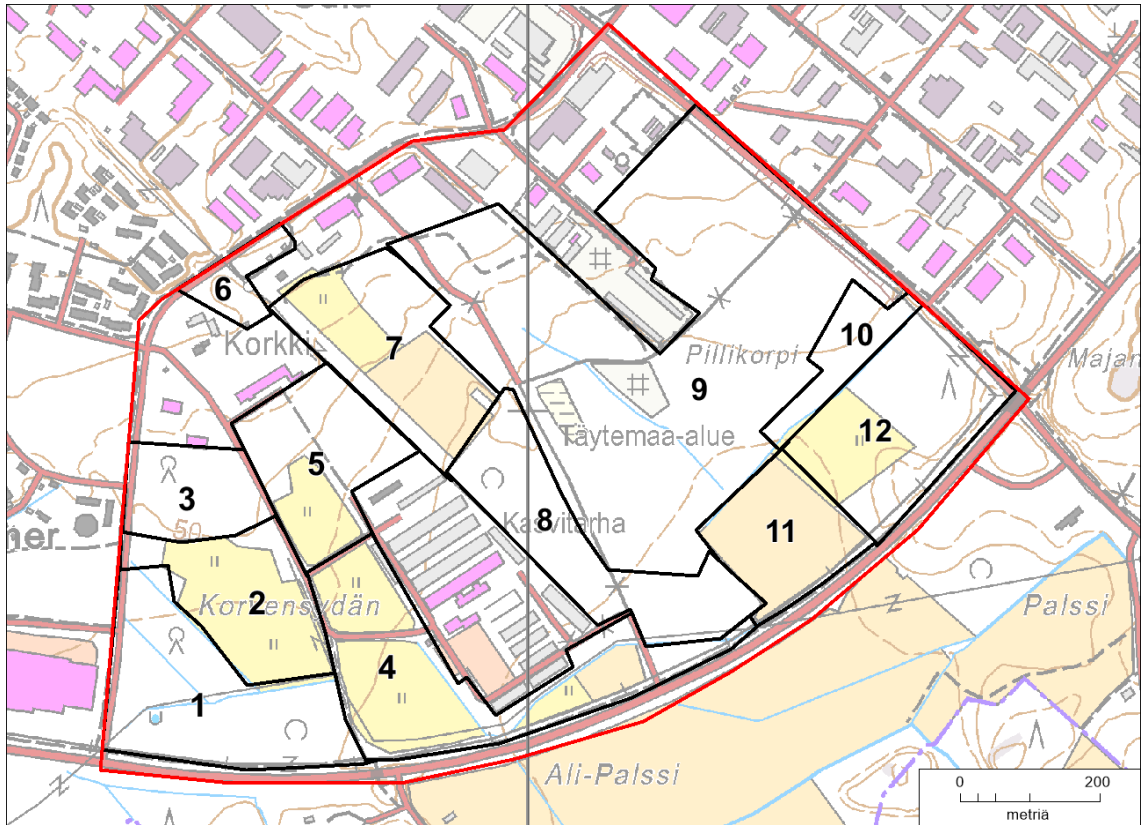 6
Korkki
7
10
Pillikorpi
9
Majan
Täytemaa-alue
12
5
3
50
ner
8
Kasvitarha
11
2
Korvensydän
Palssi
4
1
Ali-Palssi
0 200
metriä